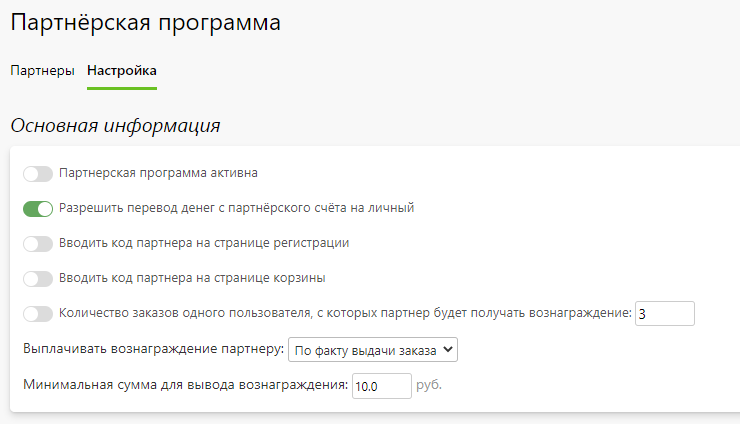 Партнёрская программа
Партнеры Настройка
Основная информация
Партнерская программа активна
Разрешить перевод денег с партнёрского счёта на личный
Вводить код партнера на странице регистрации
Вводить код партнера на странице корзины
Количество заказов одного пользователя, с которых партнер будет получать вознаграждение: 3
Выплачивать вознаграждение партнеру: По факту выдачи заказа
Минимальная сумма для вывода вознаграждения: 10.0 руб.